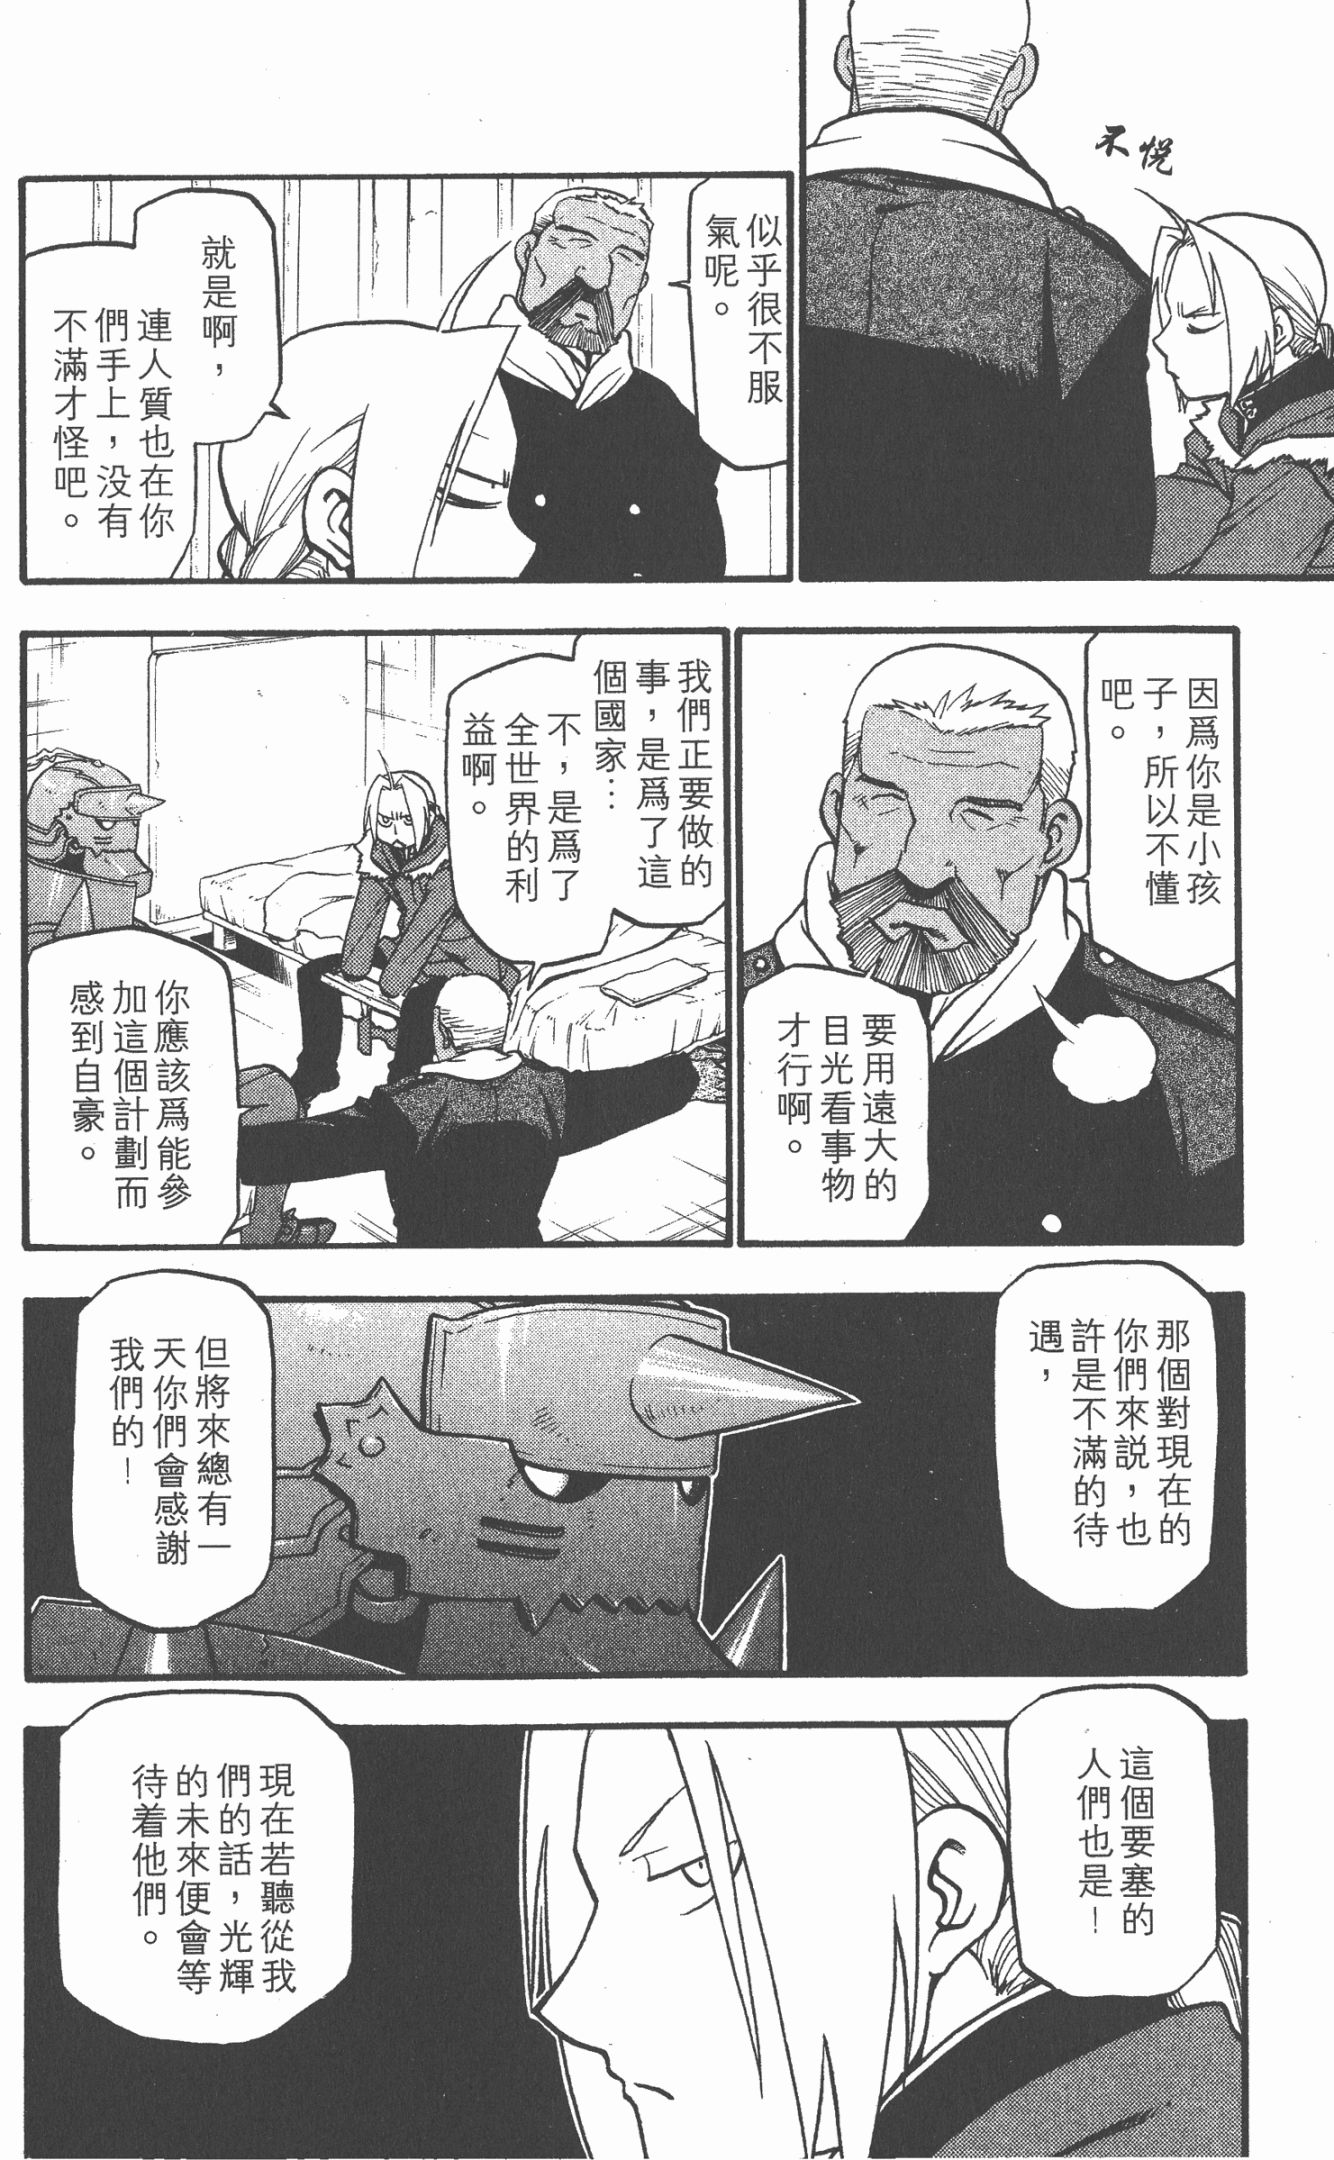 不悅
似乎很不服
氣呢。
就是啊，
連人質也在你
們手上，没有
不滿才怪吧。
因爲你是小孩
子，所以不懂
吧。
要用遠大的
目光看事物
才行啊。
我們正要做的
事，是爲了這
個國家…
不，是爲了
全世界的利
益啊。
你應該爲能參
加這個計劃而
感到自豪。
那個對現在的
你們來説，也
許是不滿的待
遇，
但將來總有一
天你們會感謝
我們的！
這個要塞的
人們也是！
現在若聽從我
們的話，光輝
的未來便會等
待着他們。